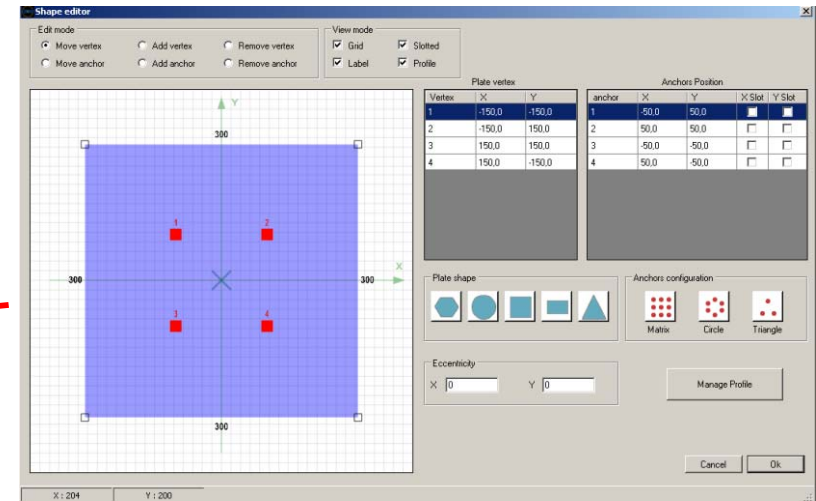 Shape editor
Edit mode
Move vertex Add vertex Remove vertex
Move anchor Add anchor Remove anchor
View mode
Grid Slotted
Label Profile
Y
300
1 2
X
300 300
3 4
300
Plate vertex
Vertex X Y
1 -150,0 -150,0
2 -150,0 150,0
3 150,0 150,0
4 150,0 -150,0
Anchors Position
anchor X Y X Slot Y Slot
1 -50,0 50,0
2 50,0 50,0
3 -50,0 -50,0
4 50,0 -50,0
Plate shape
Anchors configuration
Matrix Circle Triangle
Eccentricity
X 0 Y 0
Manage Profile
Cancel Ok
X : 204 Y : 200